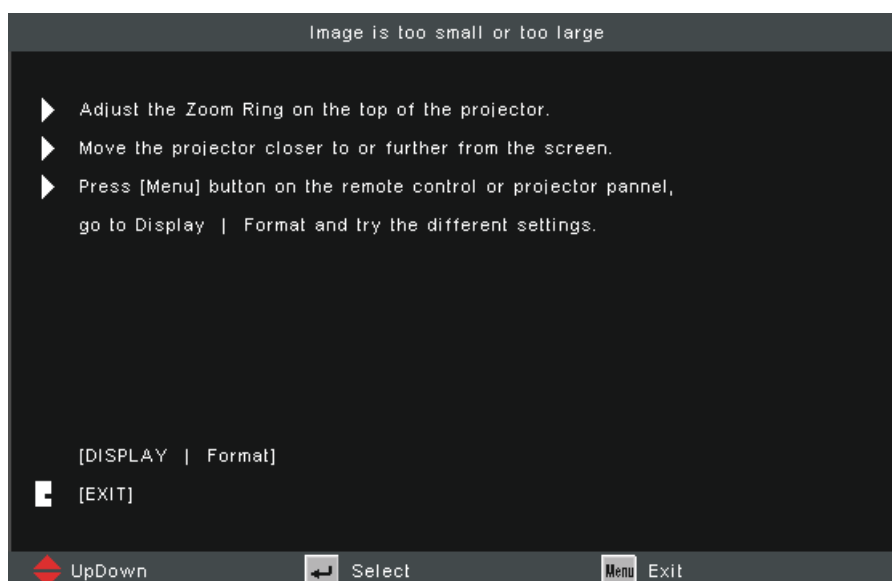 Image is too small or too large
Adjust the Zoom Ring on the top of the projector.
Move the projector closer to or further from the screen.
Press [Menu] button on the remote control or projector pannel,
go to Display | Format and try the different settings.
[DISPLAY | Format]
[EXIT]
UpDown Select Menu Exit